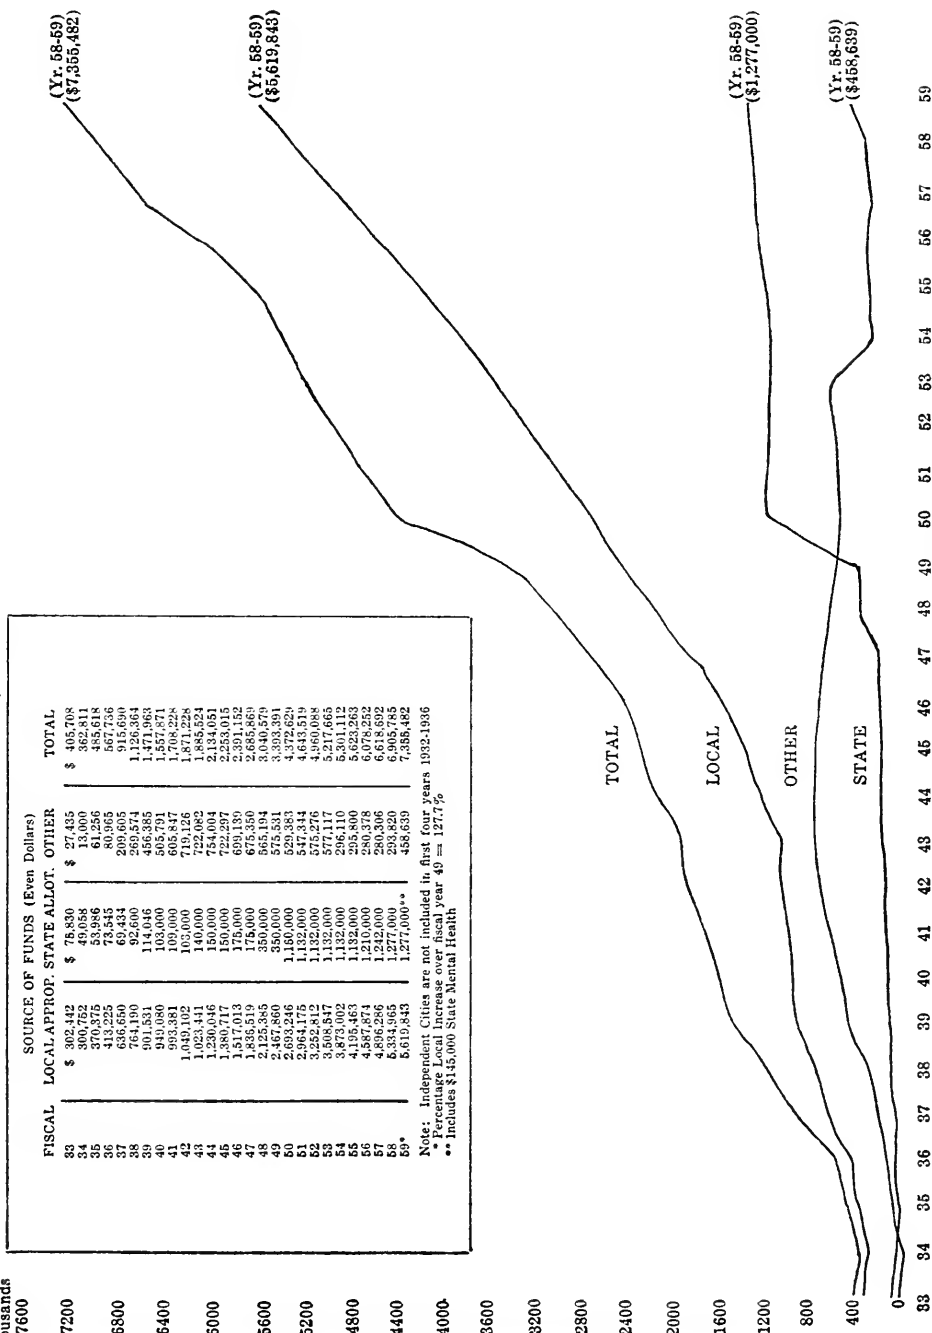 SOURCE OF FUNDS (Even Dollars)
FISCAL LOCAL APPROP. STATE ALLOT. OTHER TOTAL
33 $ 302,442 $ 75,830 $ 27,435 $ 405,708
34 300,752 49,058 13,000 362,811
35 370,375 53,986 61,256 485,618
36 413,225 73,545 80,965 567,736
37 636,650 69,434 209,605 915,690
38 764,190 92,600 269,574 1,126,364
39 901,531 114,046 456,385 1,471,963
40 949,080 103,000 505,791 1,557,871
41 993,381 109,000 605,847 1,708,228
42 1,049,102 103,000 719,126 1,871,228
43 1,023,441 140,000 722,082 1,885,524
44 1,230,046 150,000 754,004 2,134,051
45 1,380,717 150,000 722,297 2,253,015
46 1,517,013 175,000 699,139 2,391,152
47 1,835,519 175,000 675,350 2,685,869
48 2,125,385 350,000 565,194 3,040,579
49 2,467,860 350,000 575,531 3,393,391
50 2,693,246 1,150,000 529,383 4,372,629
51 2,964,175 1,132,000 547,344 4,643,519
52 3,252,812 1,132,000 575,276 4,960,088
53 3,508,547 1,132,000 577,117 5,217,665
54 3,873,002 1,132,000 296,110 5,301,112
55 4,195,463 1,132,000 295,800 5,623,263
56 4,587,874 1,210,000 280,378 6,078,252
57 4,896,286 1,242,000 280,306
58 5,334,965 1,277,000 293,820 6,905,785
59* 5,619,843 1,277,000** 458,639 7,355,482
Note: Independent Cities are not included in first four years 1932-1936
* Percentage Local Increase over fiscal year 49 = 127.7%
** Includes $145,000 State Mental Health
(Yr. 58-59)
($7,355,482)
(Yr. 58-59)
($5,619,843)
(Yr. 58-59)
($1,277,000)
(Yr. 58-59)
($458,639)
TOTAL
LOCAL
OTHER
STATE
7600
7200
6800
6400
6000
5600
5200
4800
4400
4000
3600
3200
2800
2400
2000
1600
1200
800
400
0
33 34 35 36 37 38 39 40 41 42 43 44 45 46 47 48 49 50 51 52 53 54 55 56 57 58 59